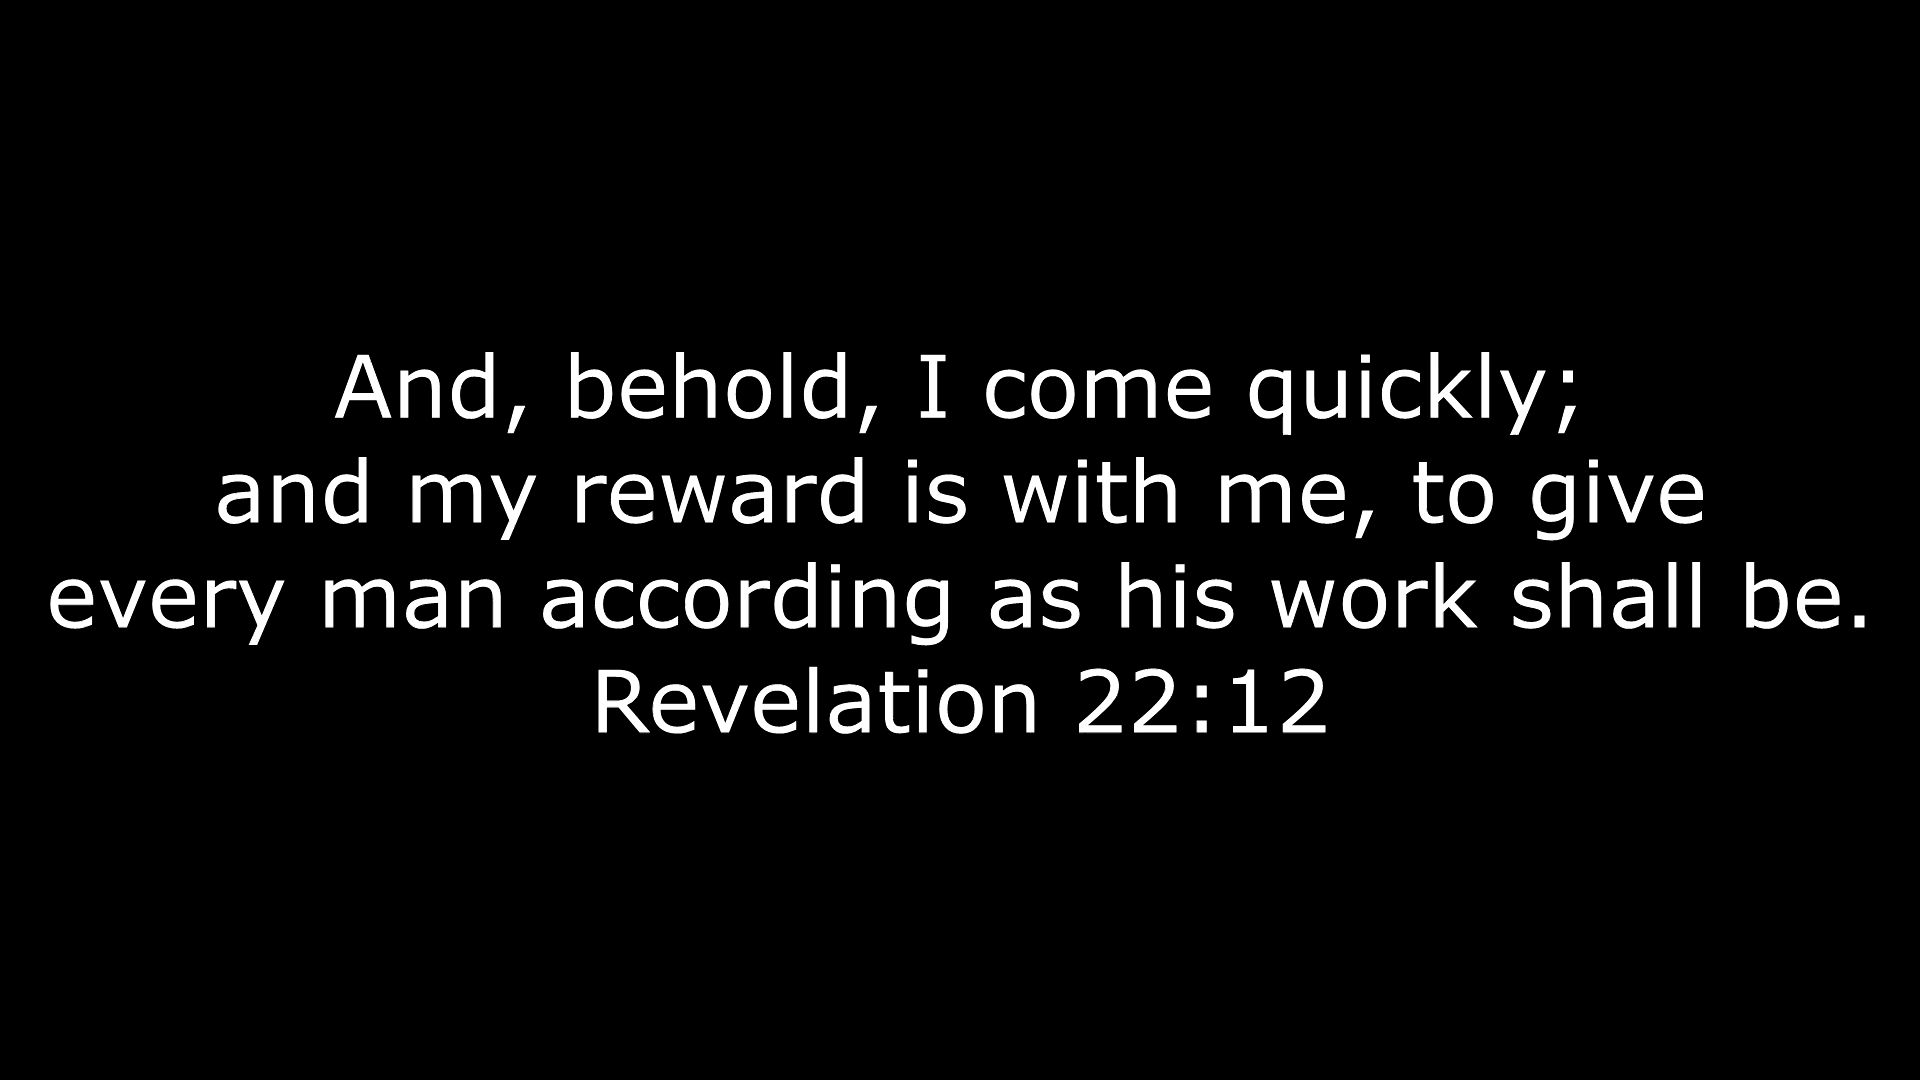 And, behold, I come quickly;
and my reward is with me, to give
every man according as his work shall be.
Revelation 22:12